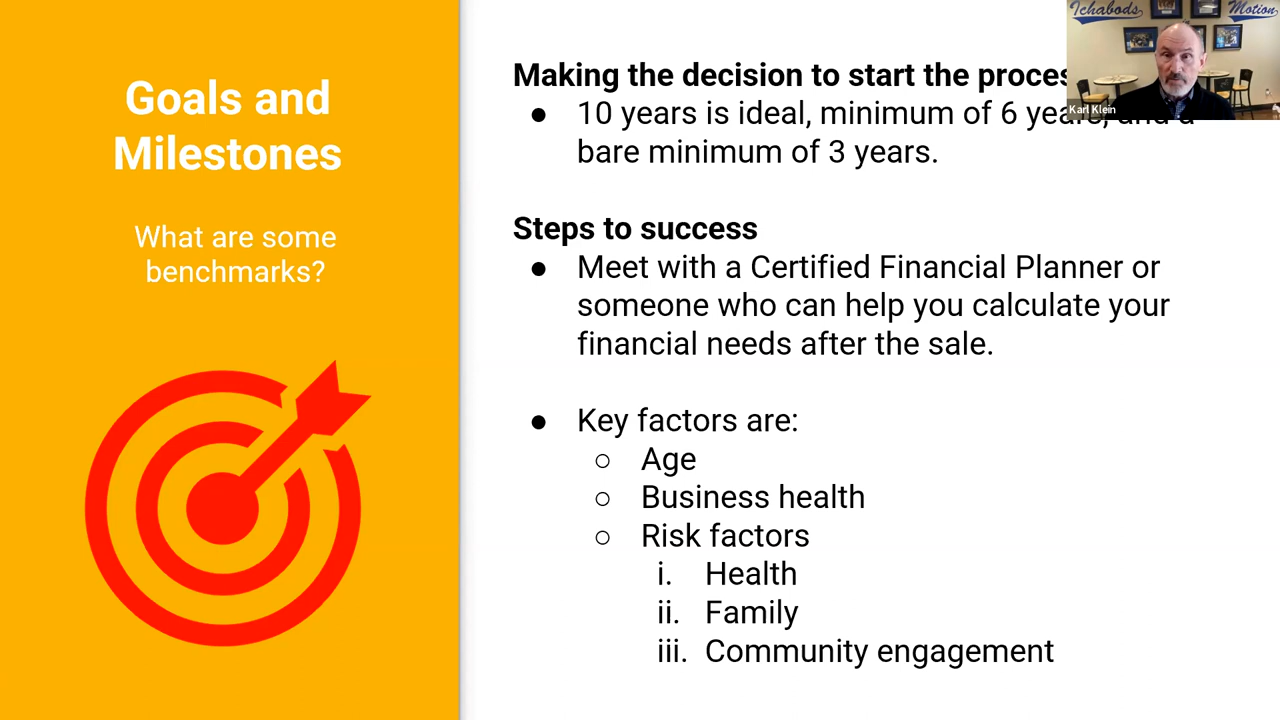 Goals and
Milestones
What are some
benchmarks?
Making the decision to start the proces
● 10 years is ideal, minimum of 6 years, and a
bare minimum of 3 years.
Steps to success
● Meet with a Certified Financial Planner or
someone who can help you calculate your
financial needs after the sale.
● Key factors are:
○ Age
○ Business health
○ Risk factors
i. Health
ii. Family
iii. Community engagement
Ichabods Motion
Karl Klein